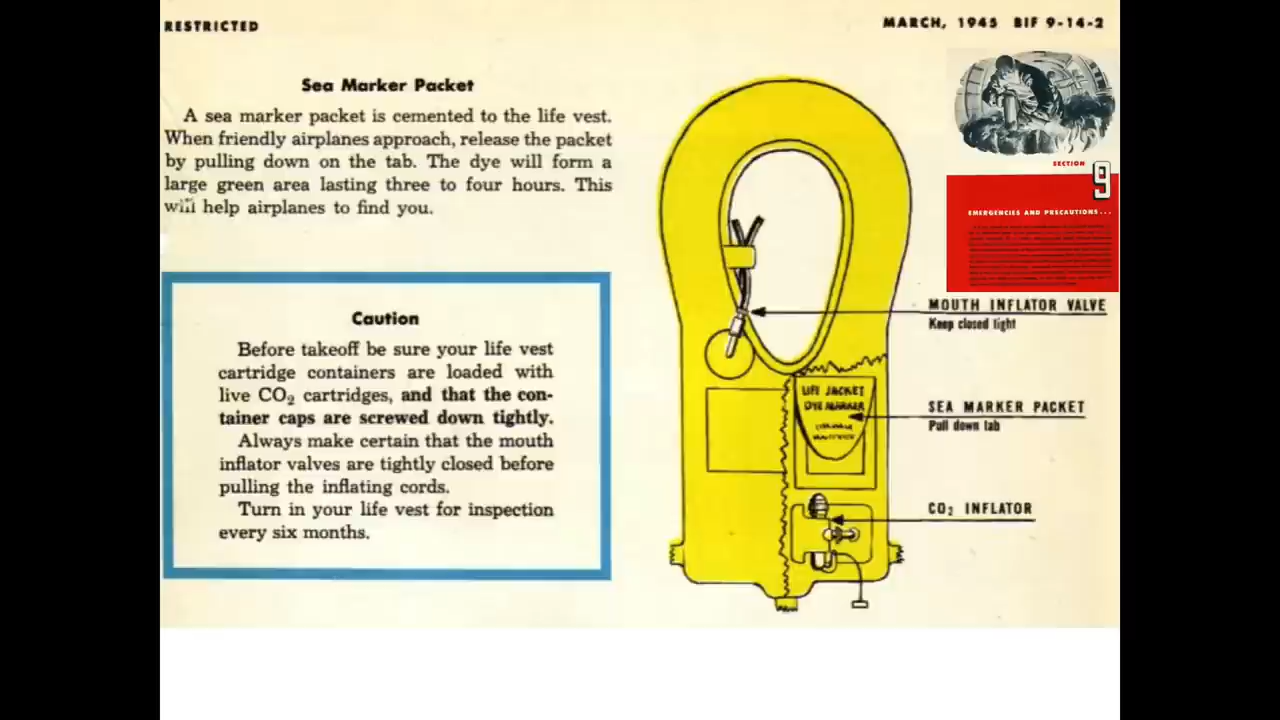 RESTRICTED
MARCH, 1945 BIF 9-14-2
Sea Marker Packet
A sea marker packet is cemented to the life vest.
When friendly airplanes approach, release the packet
by pulling down on the tab. The dye will form a
large green area lasting three to four hours. This
will help airplanes to find you.
Caution
Before takeoff be sure your life vest
cartridge containers are loaded with
live CO₂ cartridges, and that the con-
tainer caps are screwed down tightly.
Always make certain that the mouth
inflator valves are tightly closed before
pulling the inflating cords.
Turn in your life vest for inspection
every six months.
SECTION
9
EMERGENCIES AND PRECAUTIONS...
MOUTH INFLATOR VALVE
Keep closed tight
LIFE JACKET
DYE MARKER
SEA MARKER PACKET
Pull down tab
CO₂ INFLATOR